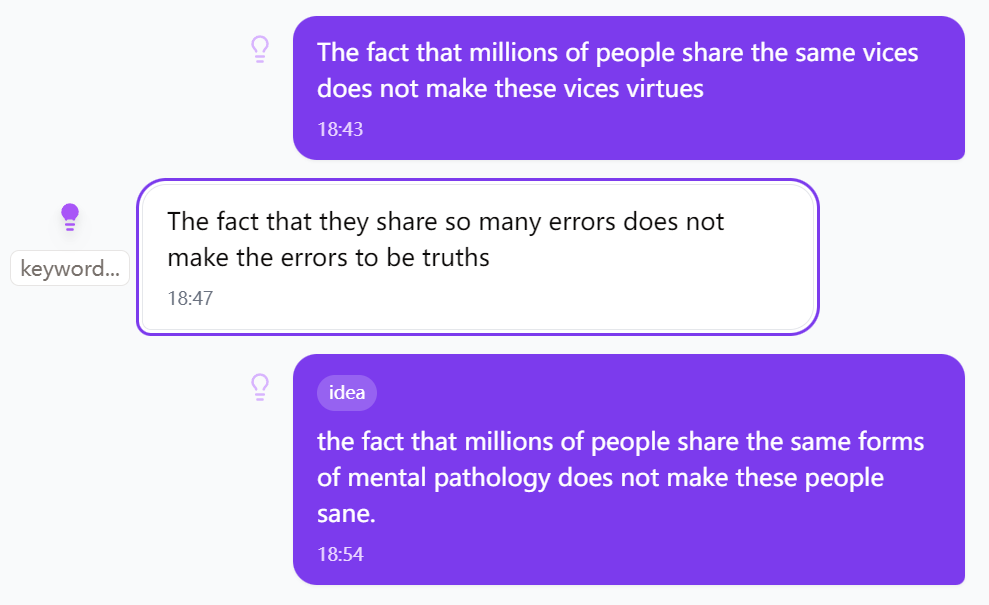 The fact that millions of people share the same vices
does not make these vices virtues
18:43
The fact that they share so many errors does not
make the errors to be truths
18:47
keyword...
idea
the fact that millions of people share the same forms
of mental pathology does not make these people
sane.
18:54